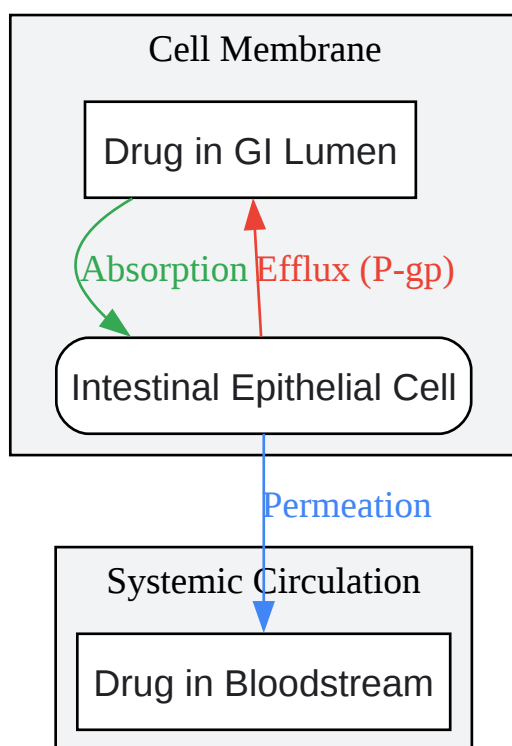 Cell Membrane
Drug in GI Lumen
Absorption
Efflux (P-gp)
Intestinal Epithelial Cell
Permeation
Systemic Circulation
Drug in Bloodstream